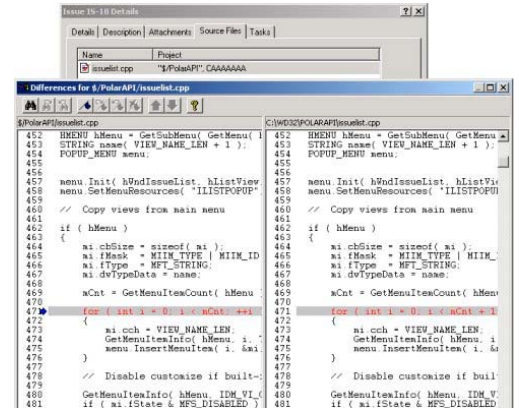 Issue IS-10 Details
Details Description Attachments Source Files Tasks
Name Project
issuelist.cpp "$/PolarAPI", CAAAAAAA
Differences for $/PolarAPI/issuelist.cpp
$/PolarAPI/issuelist.cpp C:\WD32\POLARAPI\issuelist.cpp
452 HMENU hMenu = GetSubMenu( GetMenu( 452 HMENU hMenu = GetSubMenu( GetMenu(
453 STRING name( VIEW_NAME_LEN + 1 ); 453 STRING name( VIEW_NAME_LEN + 1 );
454 POPUP_MENU menu; 454 POPUP_MENU menu;
455 455
456 456
457 menu.Init( hWndIssueList, hListView 457 menu.Init( hWndIssueList, hListVie
458 menu.SetMenuResources( "ILISTPOPUP" 458 menu.SetMenuResources( "ILISTPOPU
459 459
460 // Copy views from main menu 460 // Copy views from main menu
461 461
462 if ( hMenu ) 462 if ( hMenu )
463 { 463 {
464 mi.cbSize = sizeof( mi ); 464 mi.cbSize = sizeof( mi );
465 mi.fMask = MIIM_TYPE | MIIM_ID 465 mi.fMask = MIIM_TYPE | MIIM_
466 mi.fType = MFT_STRING; 466 mi.fType = MFT_STRING;
467 mi.dwTypeData = name; 467 mi.dwTypeData = name;
468 468
469 mCnt = GetMenuItemCount( hMenu 469 mCnt = GetMenuItemCount( hMen
470 470
471 for ( int i = 0; i < mCnt; ++i 471 for ( int i = 0; i < mCnt + 1
472 { 472 {
473 mi.cch = VIEW_NAME_LEN; 473 mi.cch = VIEW_NAME_LEN;
474 GetMenuItemInfo( hMenu, i, 474 GetMenuItemInfo( hMenu, i
475 menu.InsertMenuItem( i, &mi 475 menu.InsertMenuItem( i, &m
476 } 476 }
477 477
478 // Disable customize if built- 478 // Disable customize if built
479 479
480 GetMenuItemInfo( hMenu, IDM_VI_ 480 GetMenuItemInfo( hMenu, IDM_V
481 if ( mi.fState & MFS_DISABLED ) 481 if ( mi.fState & MFS_DISABLED